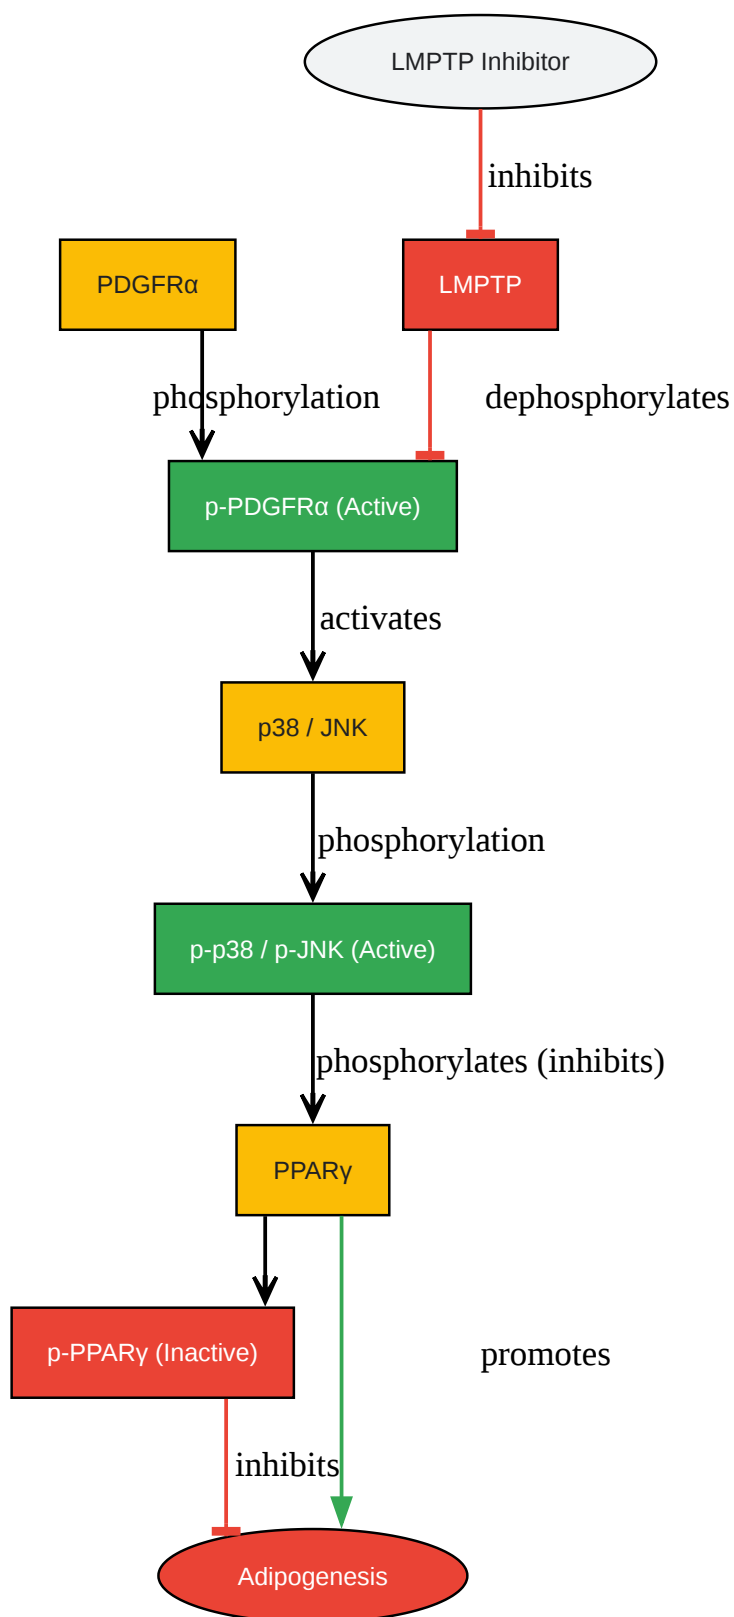 LMPTP Inhibitor
inhibits
PDGFRα
LMPTP
phosphorylation
dephosphorylates
p-PDGFRα (Active)
activates
p38 / JNK
phosphorylation
p-p38 / p-JNK (Active)
phosphorylates (inhibits)
PPARγ
p-PPARγ (Inactive)
promotes
inhibits
Adipogenesis